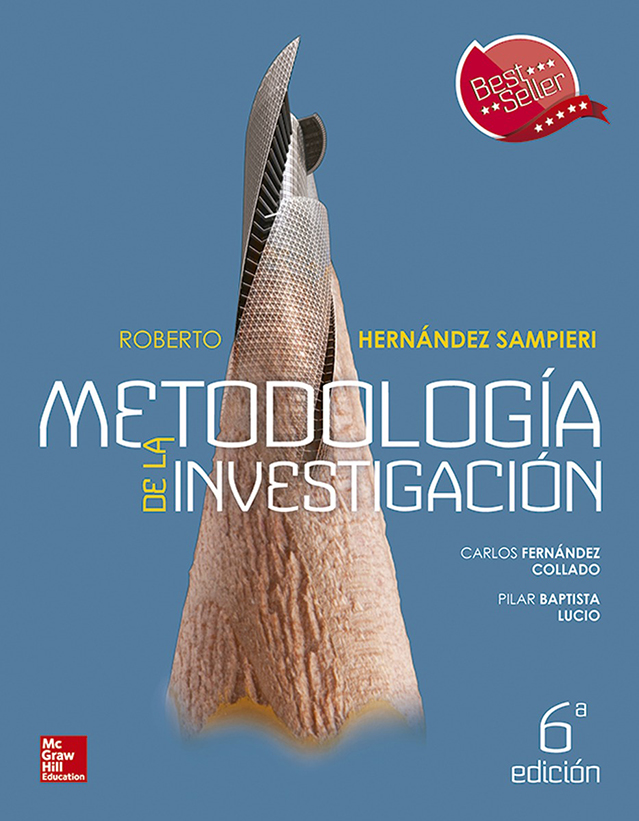 Best
Seller
ROBERTO HERNÁNDEZ SAMPIERI
METODOLOGÍA
DE LA
INVESTIGACIÓN
CARLOS FERNÁNDEZ
COLLADO
PILAR BAPTISTA
LUCIO
6ª
edición
Mc
Graw
Hill
Education